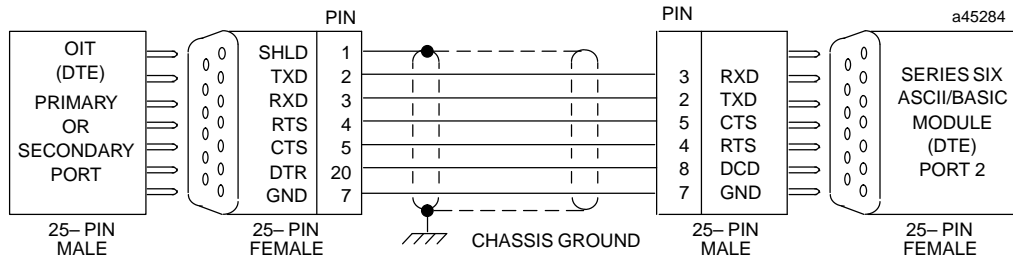 a45284
PIN
PIN
OIT
(DTE)
PRIMARY
OR
SECONDARY
PORT
SHLD 1
TXD 2
RXD 3
RTS 4
CTS 5
DTR 20
GND 7
3 RXD
2 TXD
5 CTS
4 RTS
8 DCD
7 GND
SERIES SIX
ASCII/BASIC
MODULE
(DTE)
PORT 2
CHASSIS GROUND
25– PIN
MALE
25– PIN
FEMALE
25– PIN
MALE
25– PIN
FEMALE